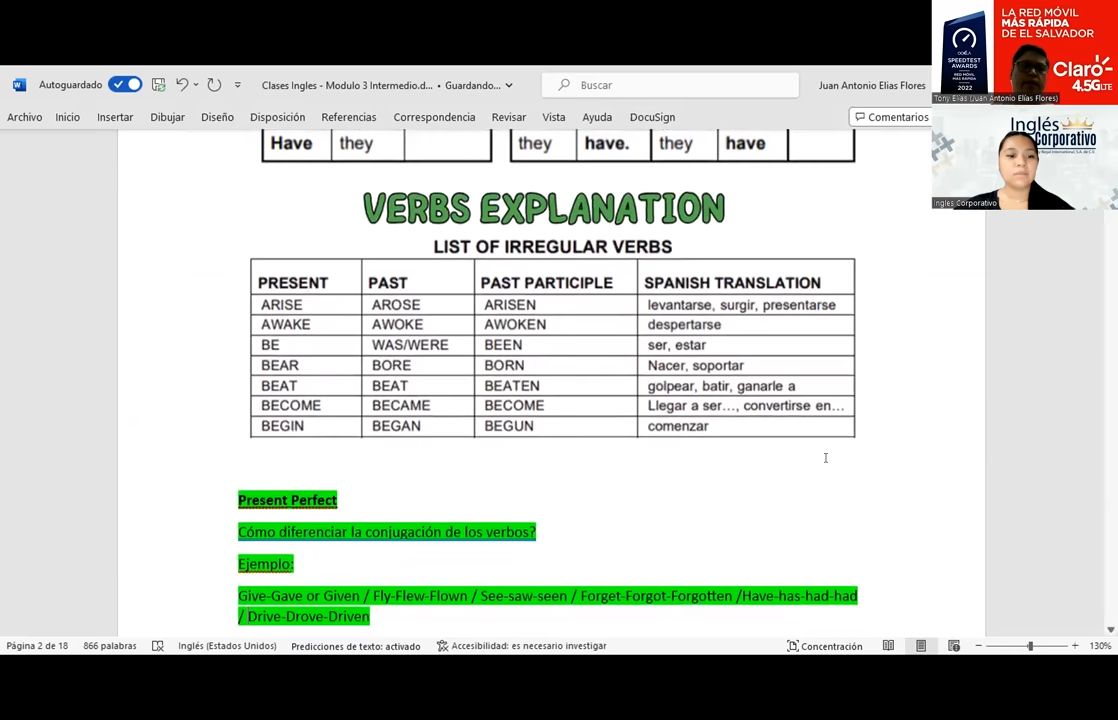 LA RED MÓVIL
MÁS RÁPIDA
DE EL SALVADOR
OOKLA
SPEEDTEST
AWARDS
RED MÓVIL
MÁS RÁPIDA
2022
Claro
4.5G LTE
Tony Elias (Juan Antonio Elías Flores)
Autoguardado
Clases Ingles - Modulo 3 Intermedio.d... • Guardando...
Buscar
Juan Antonio Elias Flores
Archivo Inicio Insertar Dibujar Diseño Disposición Referencias Correspondencia Revisar Vista Ayuda DocuSign
Comentarios
Inglés
Corporativo
Ingles Corporativo
Have they they have. they have
VERBS EXPLANATION
LIST OF IRREGULAR VERBS
PRESENT PAST PAST PARTICIPLE SPANISH TRANSLATION
ARISE AROSE ARISEN levantarse, surgir, presentarse
AWAKE AWOKE AWOKEN despertarse
BE WAS/WERE BEEN ser, estar
BEAR BORE BORN Nacer, soportar
BEAT BEAT BEATEN golpear, batir, ganarle a
BECOME BECAME BECOME Llegar a ser..., convertirse en...
BEGIN BEGAN BEGUN comenzar
Present Perfect
Cómo diferenciar la conjugación de los verbos?
Ejemplo:
Give-Gave or Given / Fly-Flew-Flown / See-saw-seen / Forget-Forgot-Forgotten /Have-has-had-had
/ Drive-Drove-Driven
Página 2 de 18 866 palabras Inglés (Estados Unidos) Predicciones de texto: activado Accesibilidad: es necesario investigar Concentración 130%